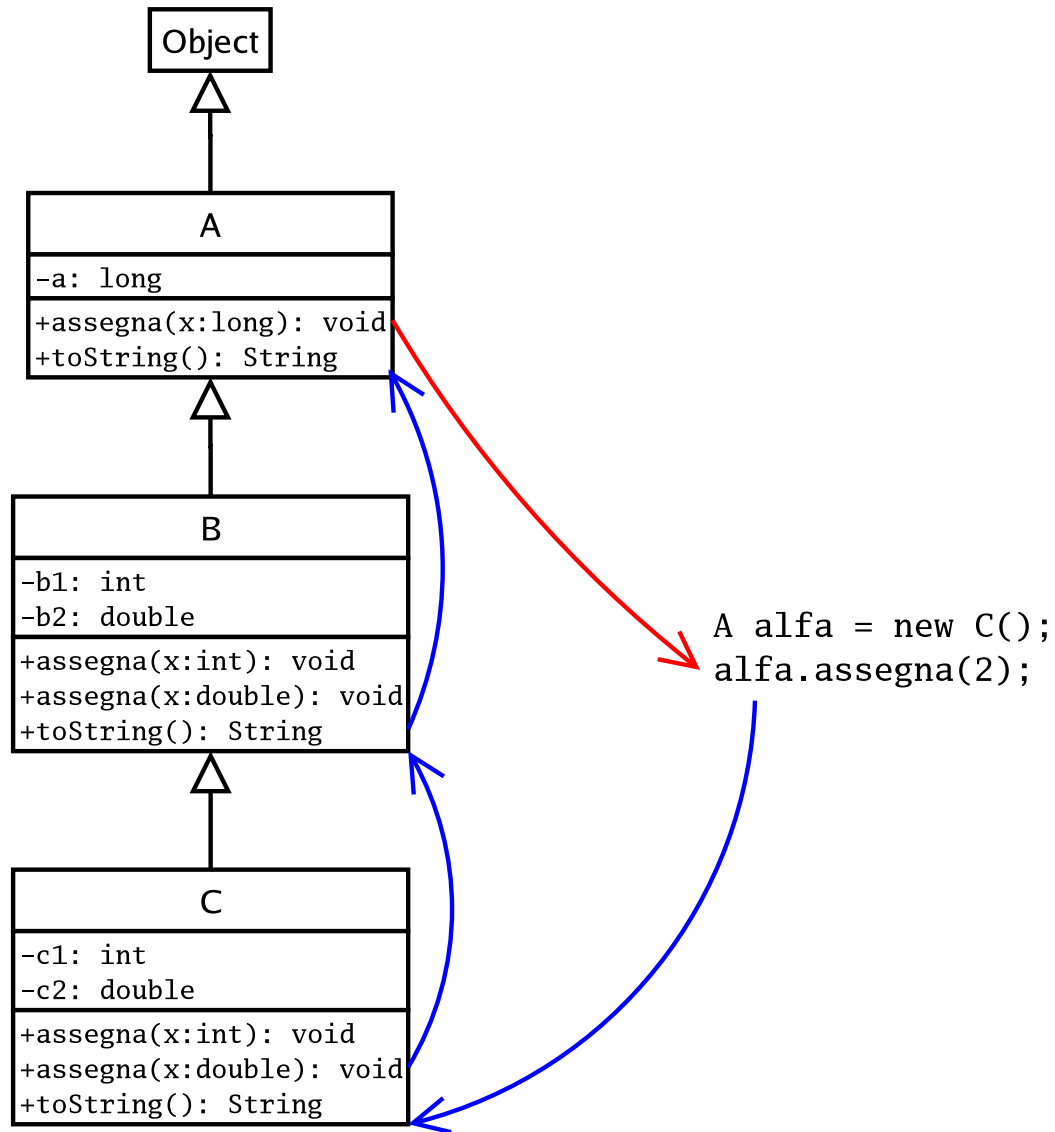 Object
A
-a: long
+assegna(x:long): void
+toString(): String
B
-b1: int
-b2: double
+assegna(x:int): void
+assegna(x:double): void
+toString(): String
A alfa = new C();
alfa.assegna(2);
C
-c1: int
-c2: double
+assegna(x:int): void
+assegna(x:double): void
+toString(): String